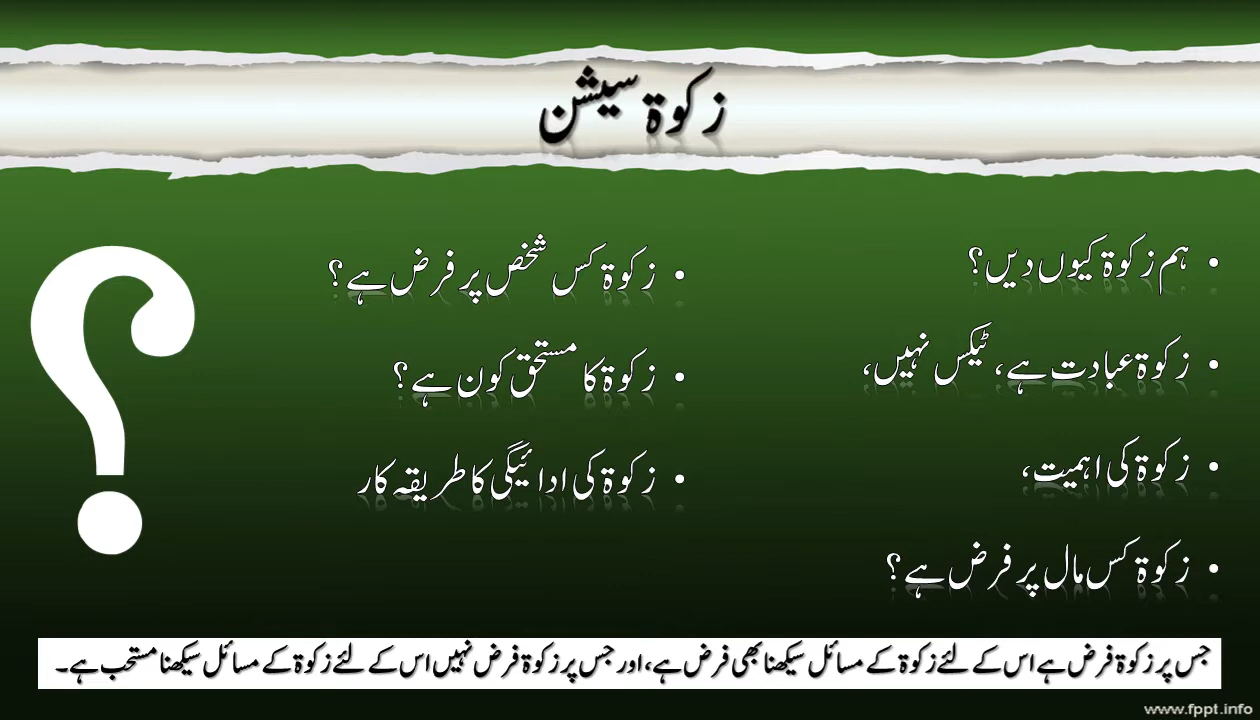 زکوۃ سیشن
• ہم زکوۃ کیوں دیں؟
• زکوۃ عبادت ہے، ٹیکس نہیں،
• زکوۃ کی اہمیت،
• زکوۃ کس مال پر فرض ہے؟
• زکوۃ کس شخص پر فرض ہے؟
• زکوۃ کا مستحق کون ہے؟
• زکوۃ کی ادائیگی کا طریقہ کار
؟
جس پر زکوۃ فرض ہے اس کے لئے زکوۃ کے مسائل سیکھنا بھی فرض ہے، اور جس پر زکوۃ فرض نہیں اس کے لئے زکوۃ کے مسائل سیکھنا مستحب ہے۔
www.fppt.info